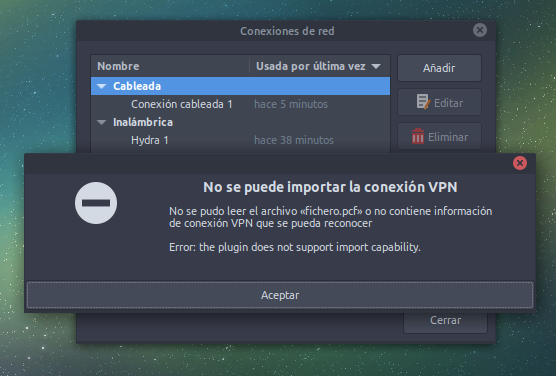 Conexiones de red
Nombre Usada por última vez
Cableada
Conexión cableada 1 hace 5 minutos
Inalámbrica
Hydra 1 hace 38 minutos
Añadir
Editar
Eliminar
No se puede importar la conexión VPN
No se pudo leer el archivo «fichero.pcf» o no contiene información
de conexión VPN que se pueda reconocer
Error: the plugin does not support import capability.
Aceptar
Cerrar